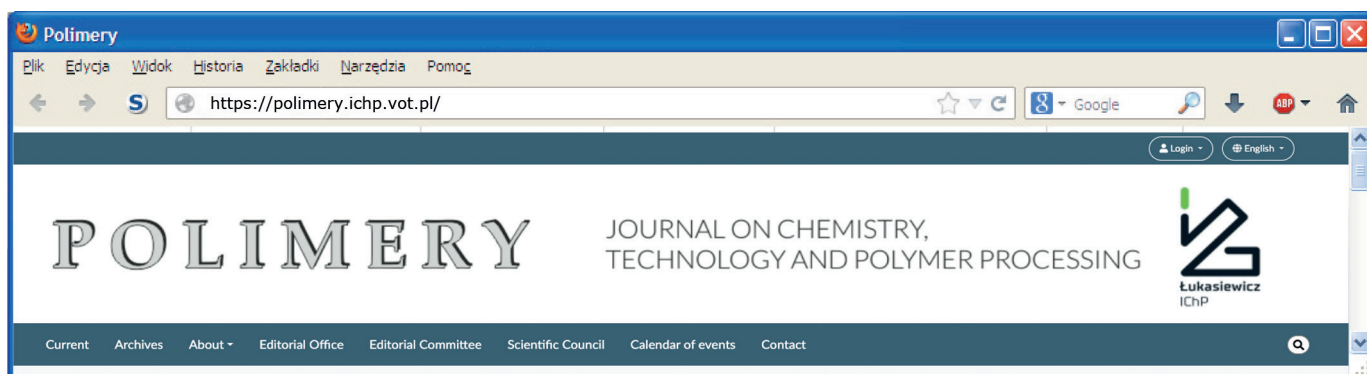 Polimery
Plik Edycja Widok Historia Zakładki Narzędzia Pomoc
S https://polimery.ichp.vot.pl/ 8 Google ABP
Login English
POLIMERY
JOURNAL ON CHEMISTRY,
TECHNOLOGY AND POLYMER PROCESSING
Łukasiewicz
IChP
Current Archives About Editorial Office Editorial Committee Scientific Council Calendar of events Contact